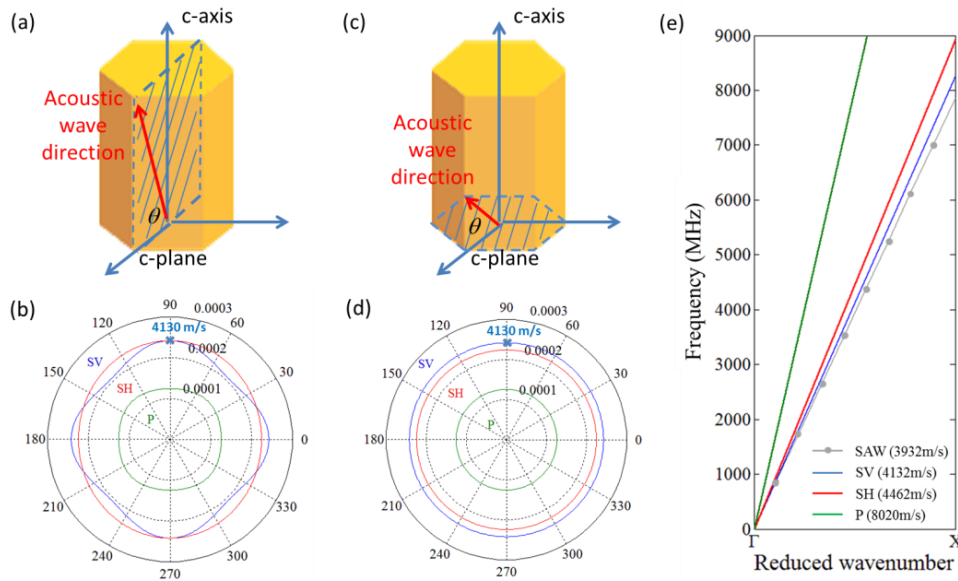 (a)
c-axis
Acoustic
wave
direction
θ
c-plane
(b)
90
0.0003
120
60
4130 m/s
0.0002
SV
150
30
SH
0.0001
P
180
0
210
330
240
300
270
(c)
c-axis
Acoustic
wave
direction
θ
c-plane
(d)
90
0.0003
120
60
4130 m/s
0.0002
SV
150
30
SH
0.0001
P
180
0
210
330
240
300
270
(e)
9000
8000
7000
6000
5000
4000
3000
2000
1000
0
Frequency (MHz)
SAW (3932m/s)
SV (4132m/s)
SH (4462m/s)
P (8020m/s)
Γ
X
Reduced wavenumber